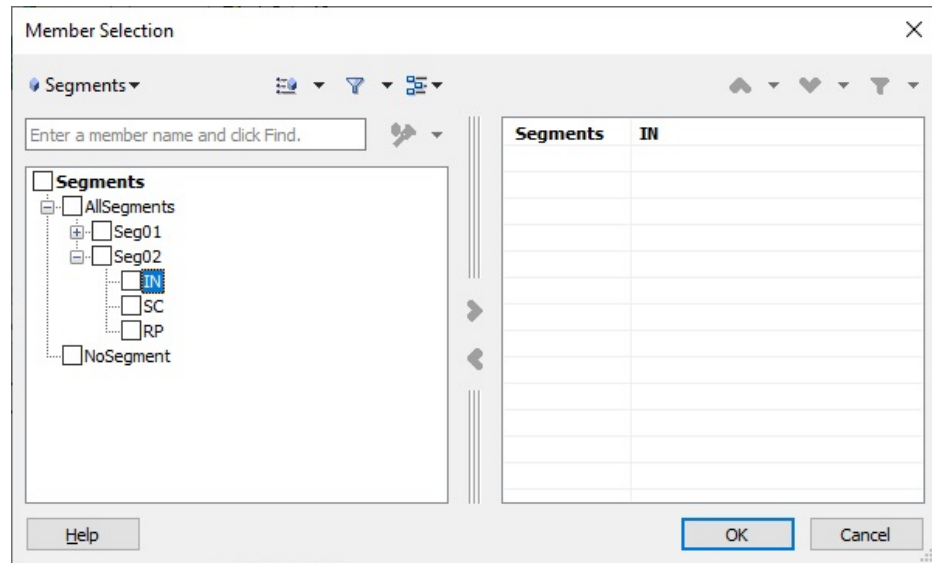 Member Selection
Segments
Enter a member name and click Find.
Segments
AllSegments
Seg01
Seg02
IN
SC
RP
NoSegment
Segments IN
Help
OK
Cancel